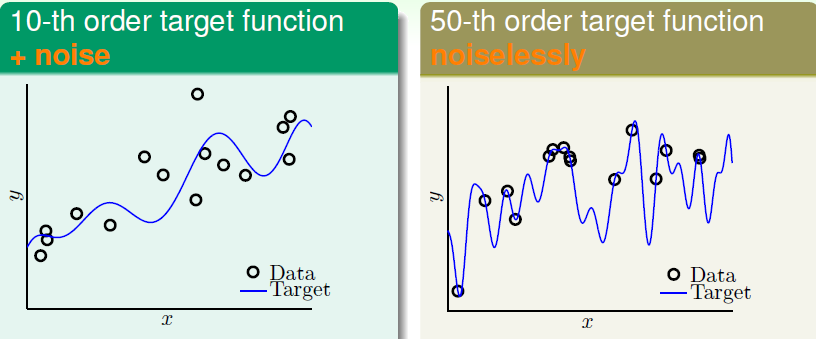 10-th order target function
+ noise
y
Data
Target
x
50-th order target function
noiselessly
y
Data
Target
x